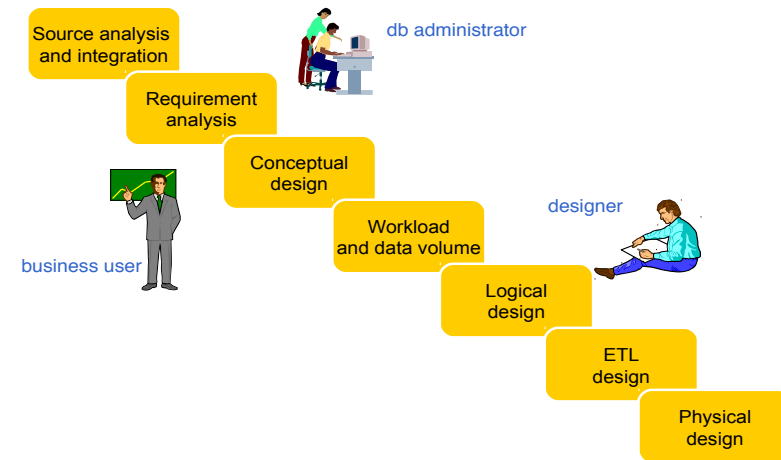 Source analysis
and integration
db administrator
Requirement
analysis
Conceptual
design
Workload
and data volume
designer
business user
Logical
design
ETL
design
Physical
design